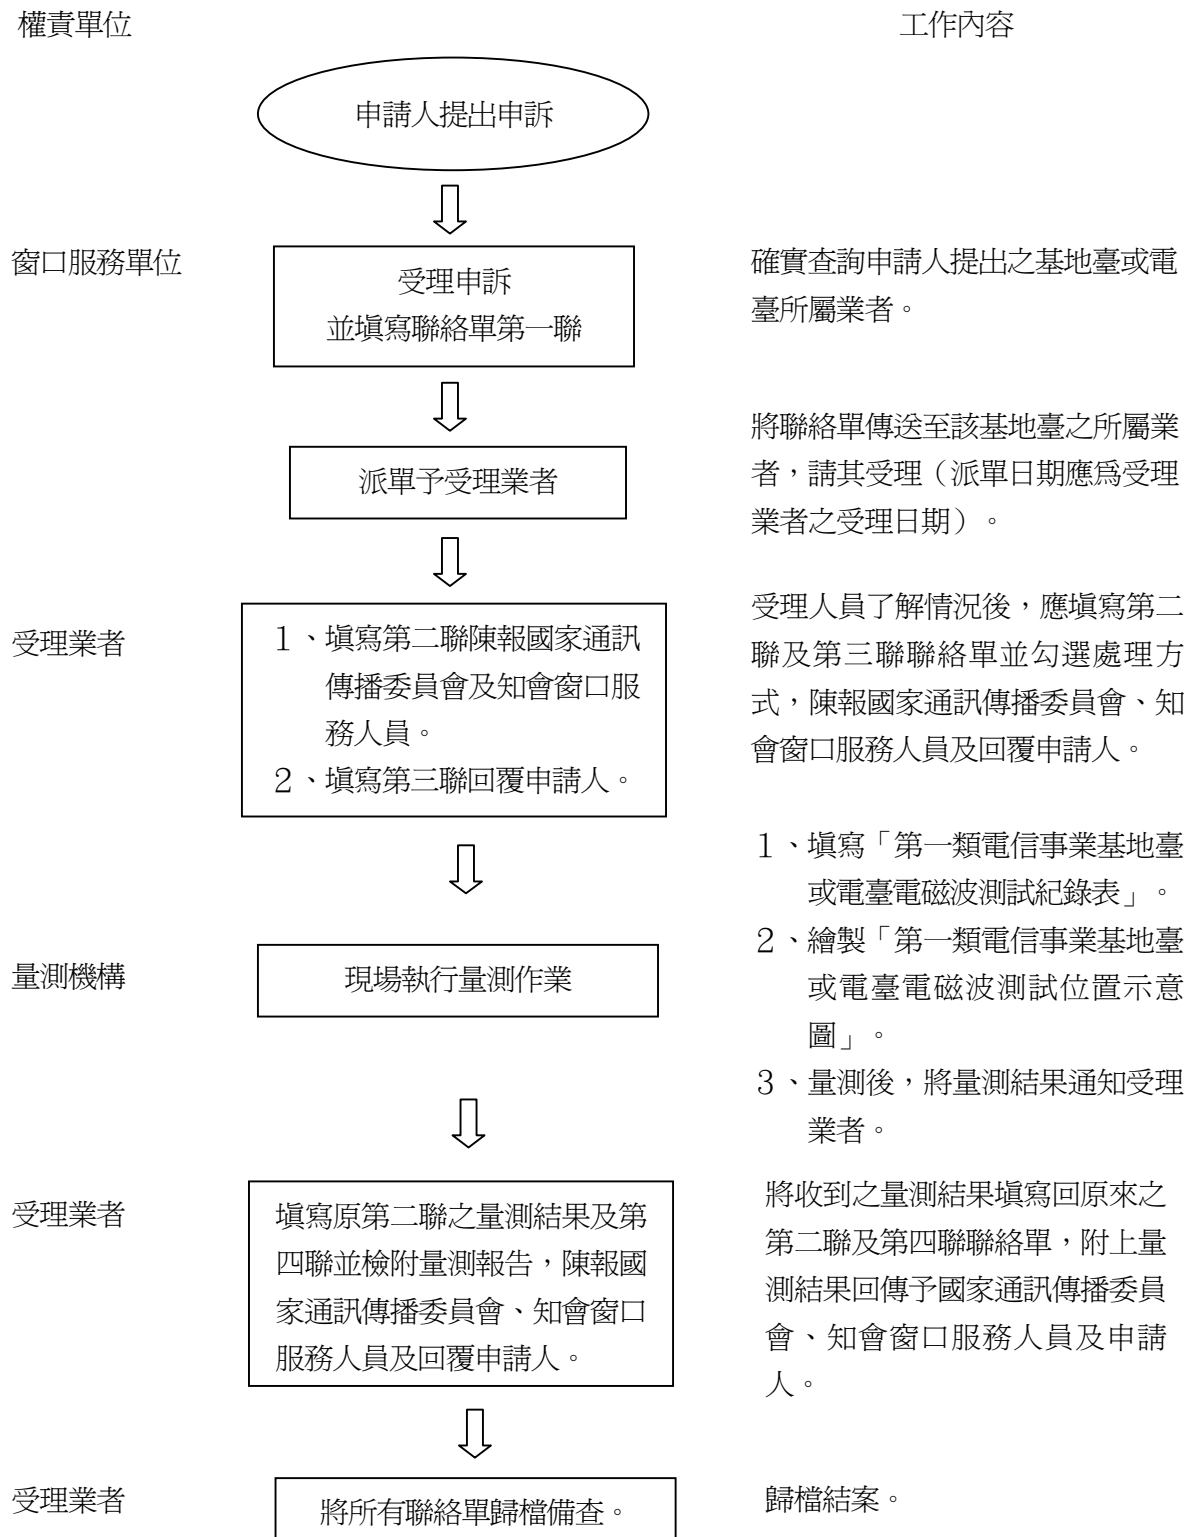 權責單位
工作內容
申請人提出申訴
窗口服務單位
受理申訴
並填寫聯絡單第一聯
確實查詢申請人提出之基地臺或電
臺所屬業者。
派單予受理業者
將聯絡單傳送至該基地臺之所屬業
者，請其受理（派單日期應為受理
業者之受理日期）。
受理業者
１、填寫第二聯陳報國家通訊
傳播委員會及知會窗口服
務人員。
２、填寫第三聯回覆申請人。
受理人員了解情況後，應填寫第二
聯及第三聯聯絡單並勾選處理方
式，陳報國家通訊傳播委員會、知
會窗口服務人員及回覆申請人。
量測機構
現場執行量測作業
１、填寫「第一類電信事業基地臺
或電臺電磁波測試紀錄表」。
２、繪製「第一類電信事業基地臺
或電臺電磁波測試位置示意
圖」。
３、量測後，將量測結果通知受理
業者。
受理業者
填寫原第二聯之量測結果及第
四聯並檢附量測報告，陳報國
家通訊傳播委員會、知會窗口
服務人員及回覆申請人。
將收到之量測結果填寫回原來之
第二聯及第四聯聯絡單，附上量
測結果回傳予國家通訊傳播委員
會、知會窗口服務人員及申請
人。
受理業者
將所有聯絡單歸檔備查。
歸檔結案。